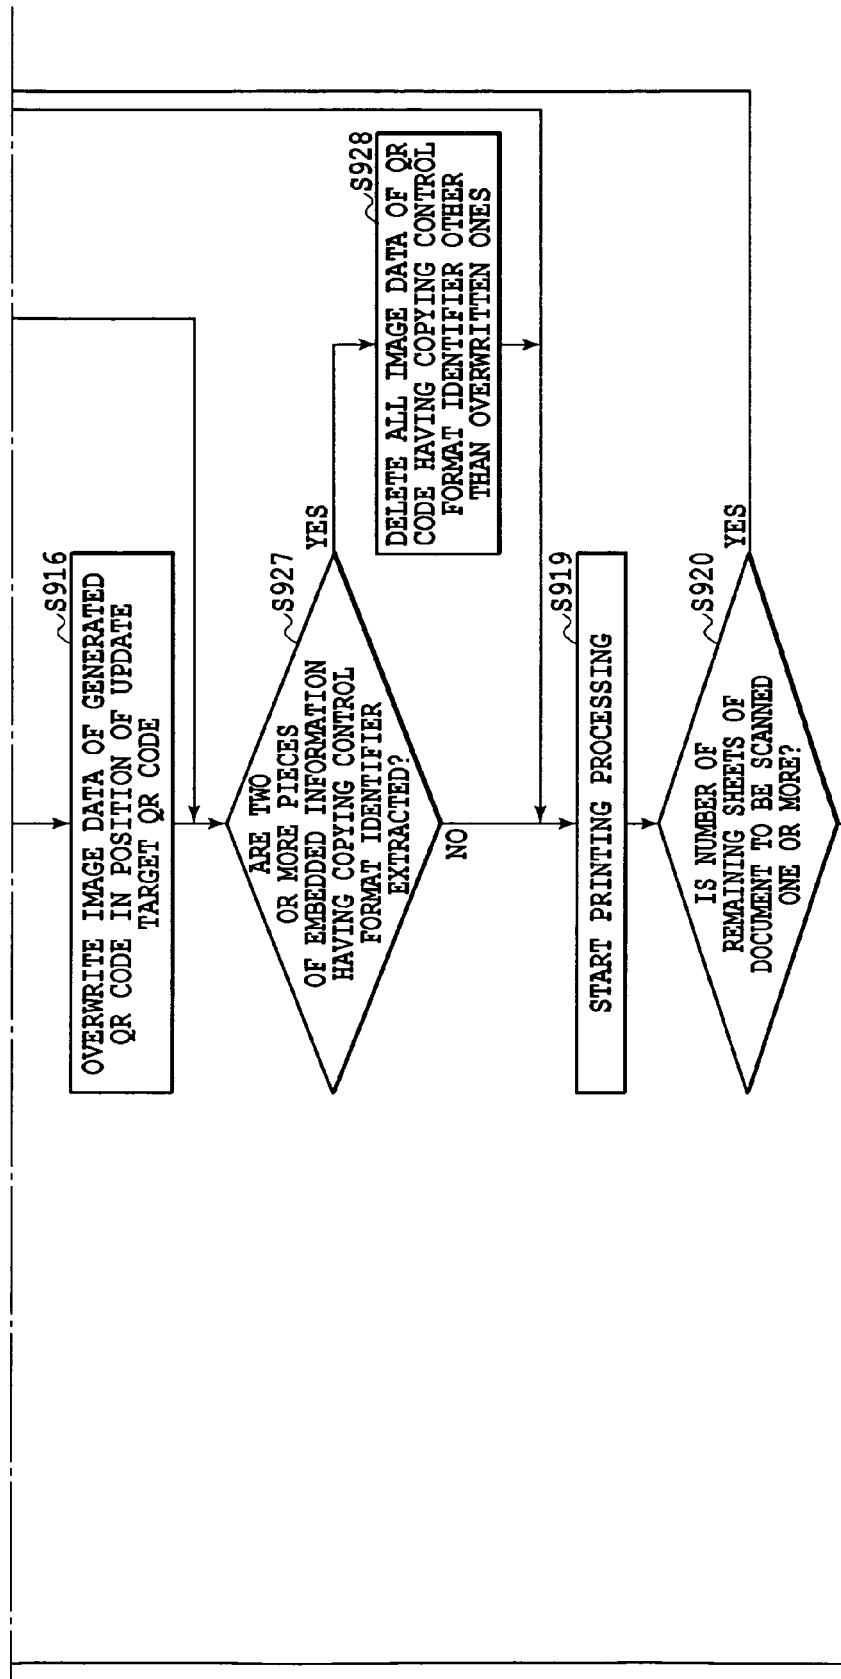 S916
OVERWRITE IMAGE DATA OF GENERATED
QR CODE IN POSITION OF UPDATE
TARGET QR CODE
S927
ARE TWO
OR MORE PIECES
OF EMBEDDED INFORMATION
HAVING COPYING CONTROL
FORMAT IDENTIFIER
EXTRACTED?
YES
NO
S928
DELETE ALL IMAGE DATA OF QR
CODE HAVING COPYING CONTROL
FORMAT IDENTIFIER OTHER
THAN OVERWRITTEN ONES
S919
START PRINTING PROCESSING
S920
IS NUMBER OF
REMAINING SHEETS OF
DOCUMENT TO BE SCANNED
ONE OR MORE?
YES